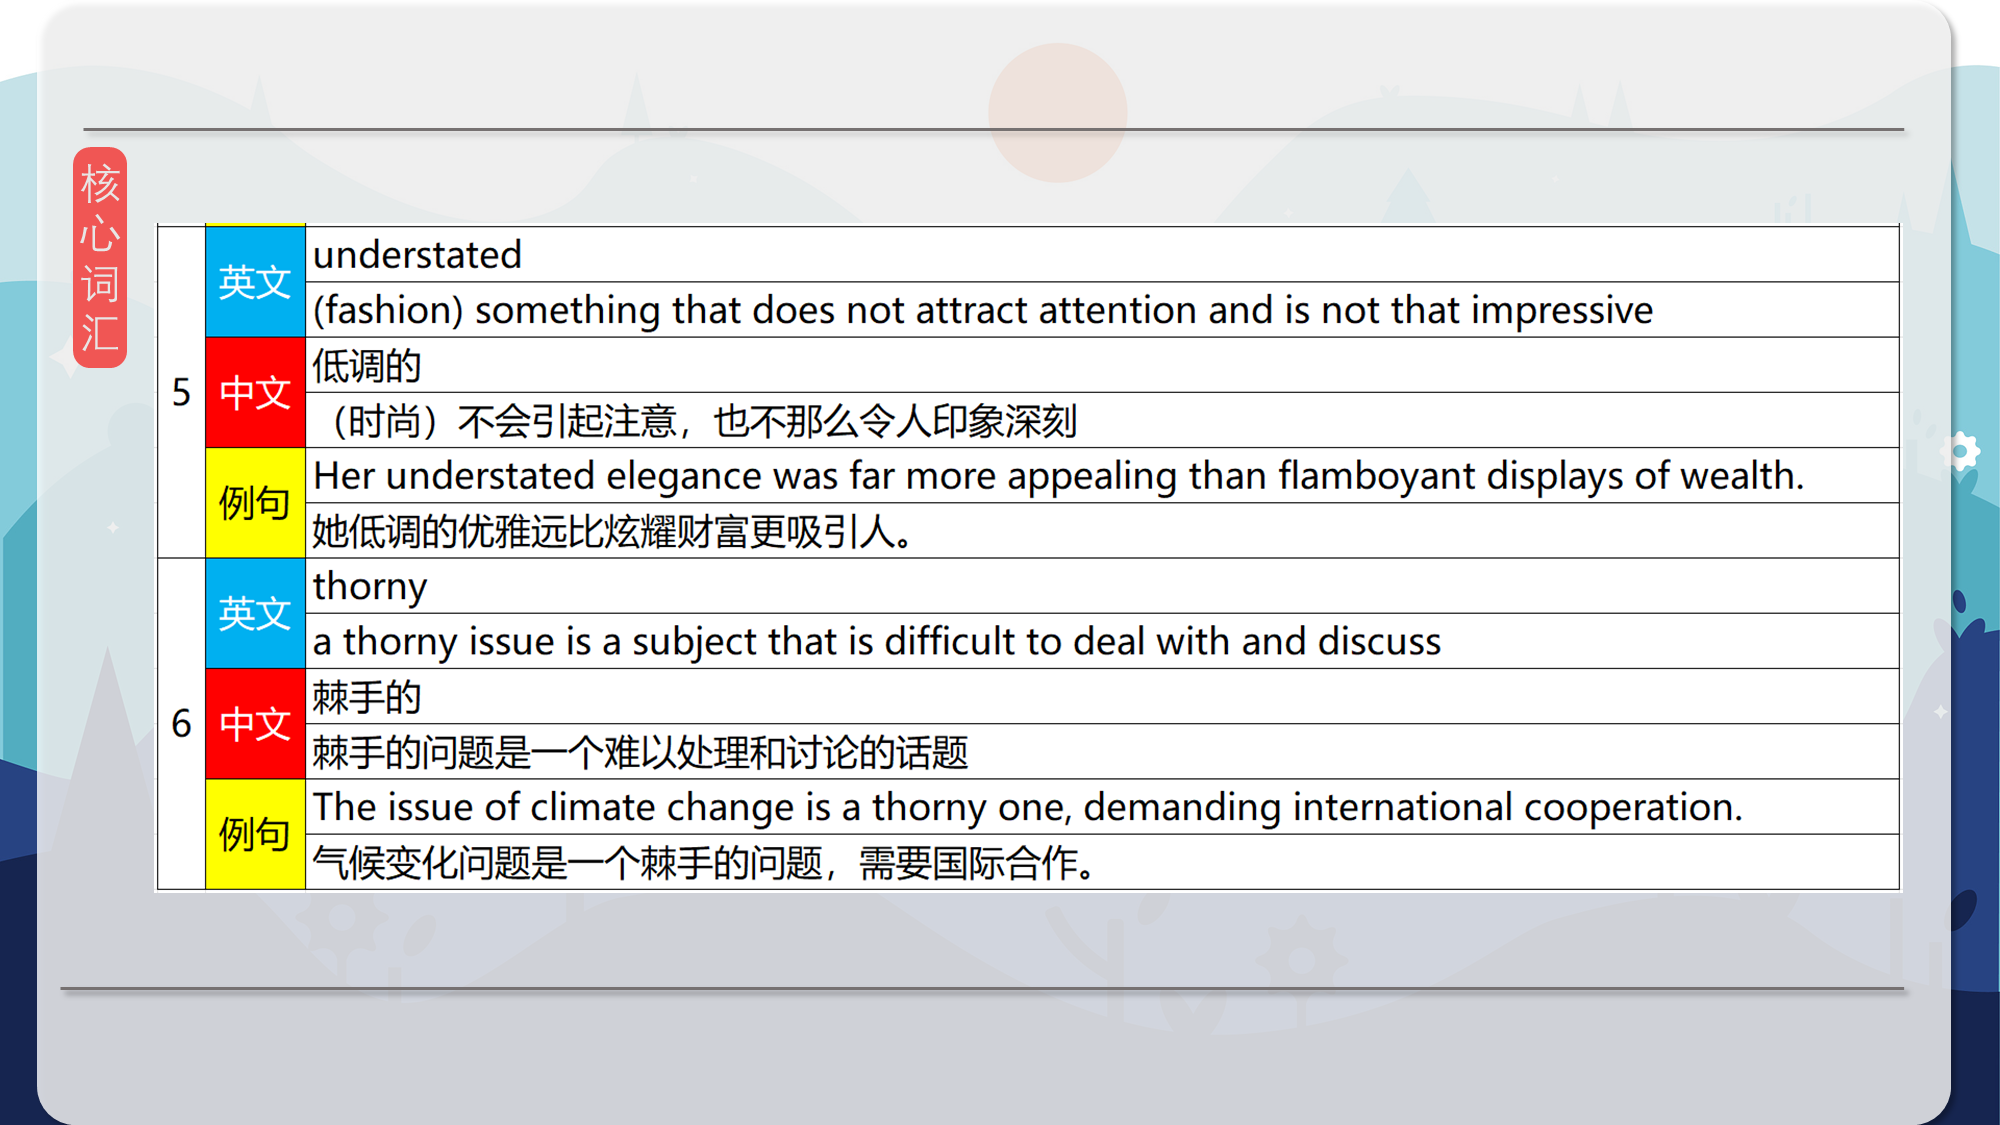 核心词汇
5
英文
understated
(fashion) something that does not attract attention and is not that impressive
中文
低调的
（时尚）不会引起注意，也不那么令人印象深刻
例句
Her understated elegance was far more appealing than flamboyant displays of wealth.
她低调的优雅远比炫耀财富更吸引人。
6
英文
thorny
a thorny issue is a subject that is difficult to deal with and discuss
中文
棘手的
棘手的问题是一个难以处理和讨论的话题
例句
The issue of climate change is a thorny one, demanding international cooperation.
气候变化问题是一个棘手的问题，需要国际合作。